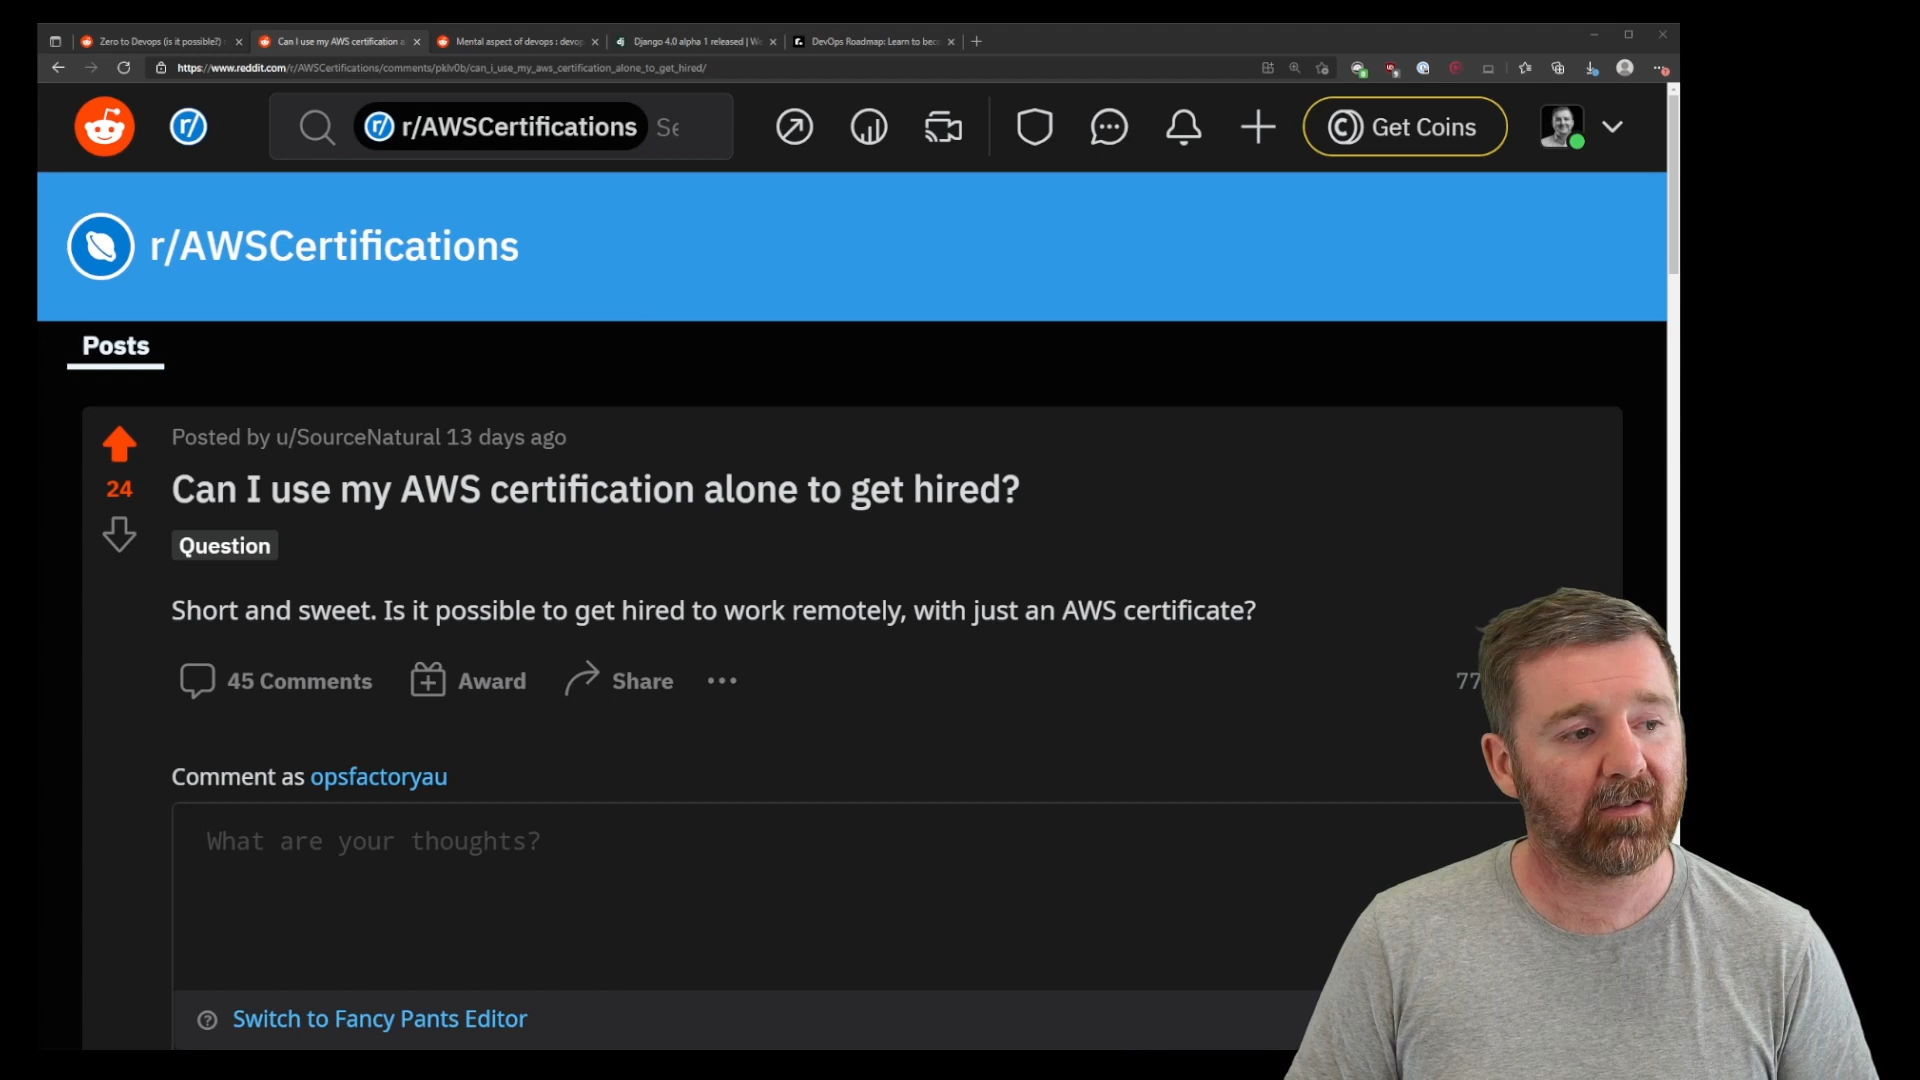 Zero to Devops (is it possible?)
Can I use my AWS certification a
Mental aspect of devops : devop
Django 4.0 alpha 1 released | We
DevOps Roadmap: Learn to beco
https://www.reddit.com/r/AWSCertifications/comments/pklv0b/can_i_use_my_aws_certification_alone_to_get_hired/
r/
r/ r/AWSCertifications Se
Get Coins
r/AWSCertifications
Posts
Posted by u/SourceNatural 13 days ago
24
Can I use my AWS certification alone to get hired?
Question
Short and sweet. Is it possible to get hired to work remotely, with just an AWS certificate?
45 Comments Award Share 77
Comment as opsfactoryau
What are your thoughts?
Switch to Fancy Pants Editor